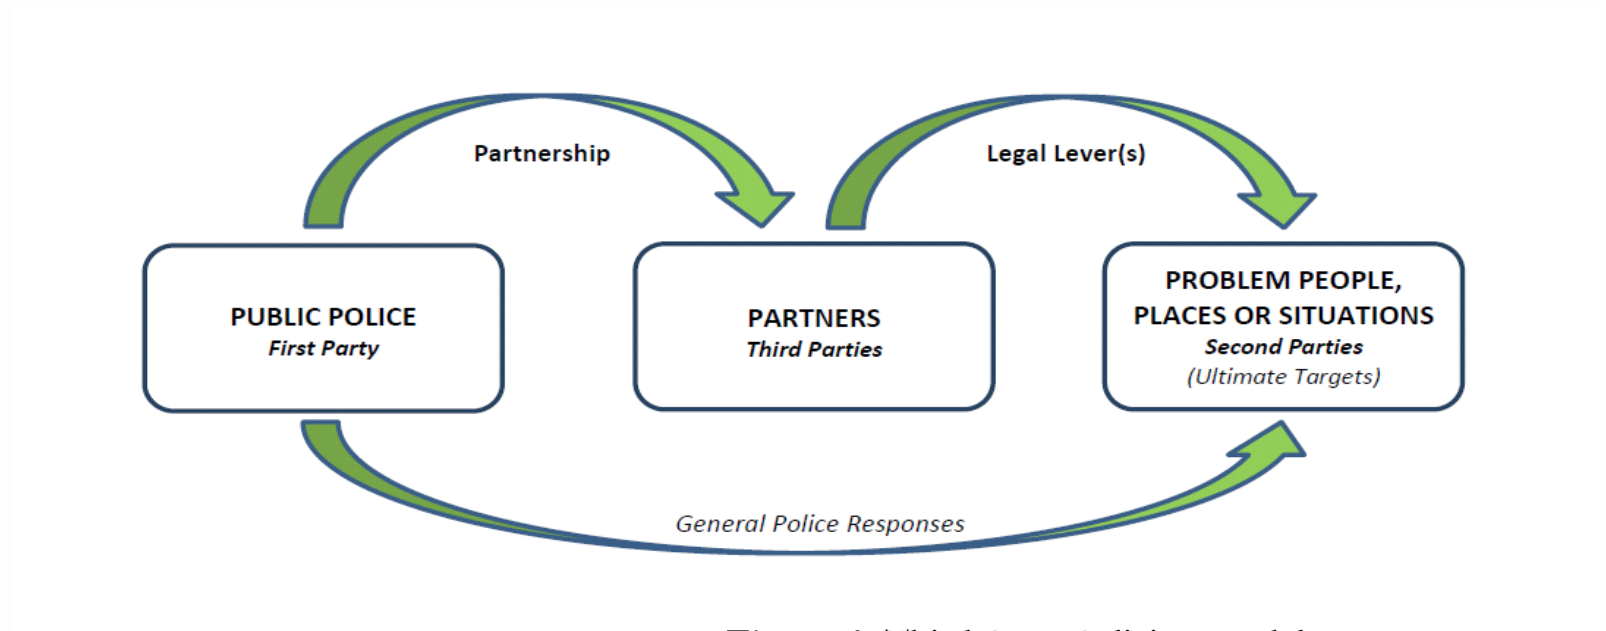 Partnership
Legal Lever(s)
PUBLIC POLICE
First Party
PARTNERS
Third Parties
PROBLEM PEOPLE,
PLACES OR SITUATIONS
Second Parties
(Ultimate Targets)
General Police Responses